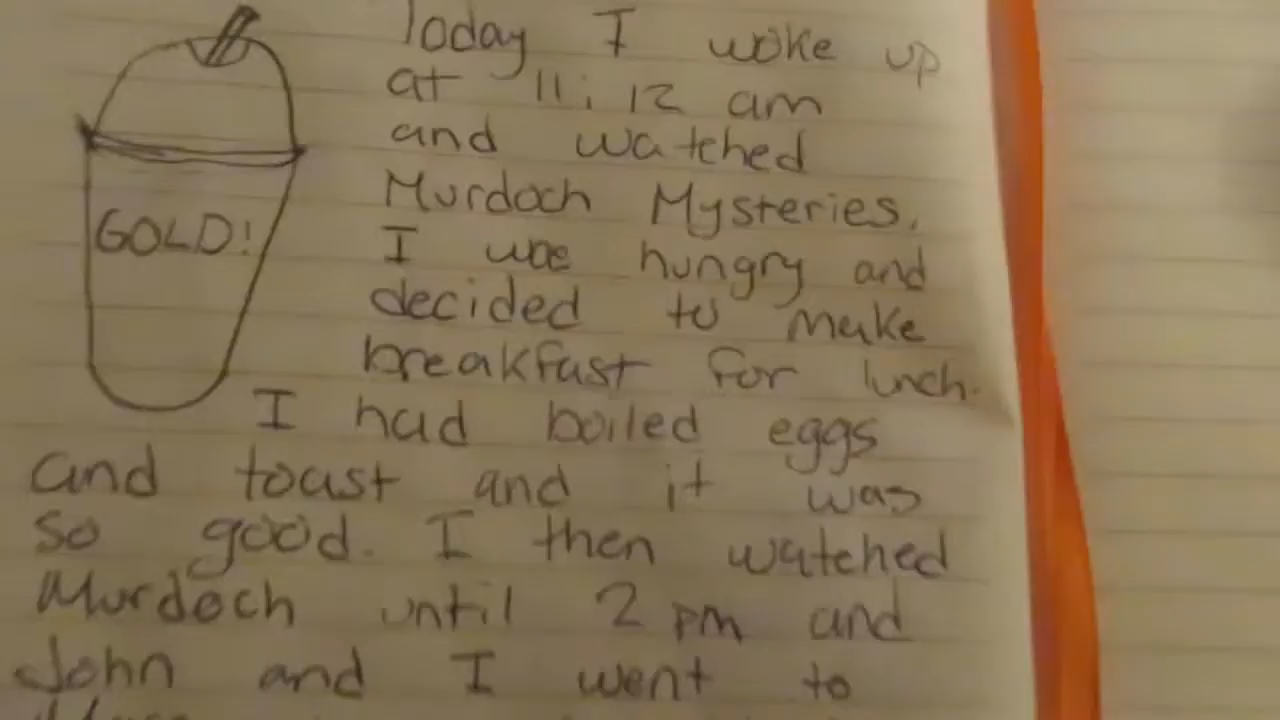 Today I woke up
at 11:12 am
and watched
Murdoch Mysteries.
GOLD!
I was hungry and
decided to make
breakfast for lunch.
I had boiled eggs
and toast and it was
so good. I then watched
Murdoch until 2 pm and
John and I went to